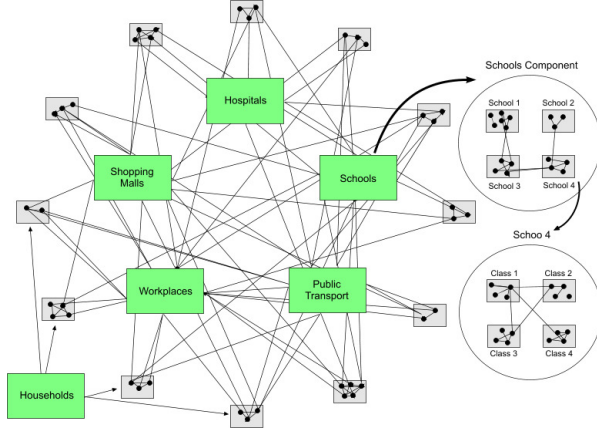 Schools Component
School 1
School 2
Hospitals
Shopping
Malls
Schools
School 3
School 4
Schoo 4
Workplaces
Public
Transport
Class 1
Class 2
Class 3
Class 4
Households